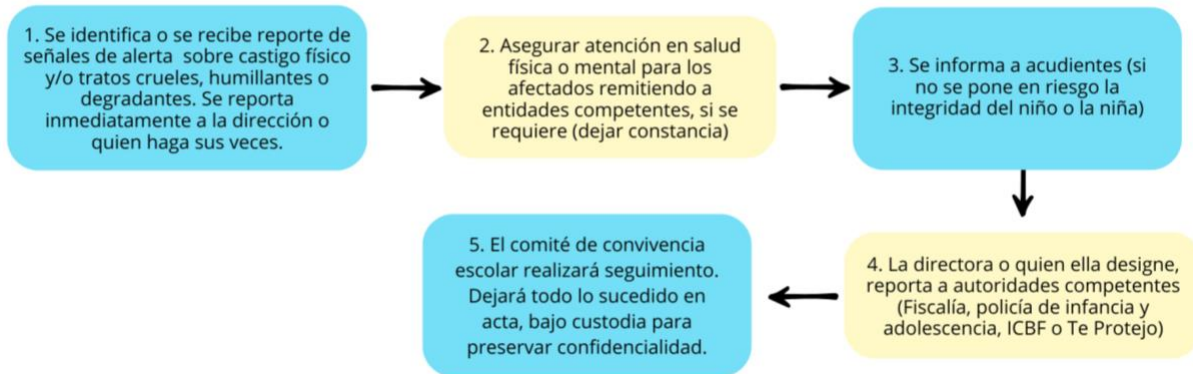 1. Se identifica o se recibe reporte de
señales de alerta sobre castigo físico
y/o tratos crueles, humillantes o
degradantes. Se reporta
inmediatamente a la dirección o
quien haga sus veces.
2. Asegurar atención en salud
física o mental para los
afectados remitiendo a
entidades competentes, si se
requiere (dejar constancia)
3. Se informa a acudientes (si
no se pone en riesgo la
integridad del niño o la niña)
4. La directora o quien ella designe,
reporta a autoridades competentes
(Fiscalía, policía de infancia y
adolescencia, ICBF o Te Protejo)
5. El comité de convivencia
escolar realizará seguimiento.
Dejará todo lo sucedido en
acta, bajo custodia para
preservar confidencialidad.